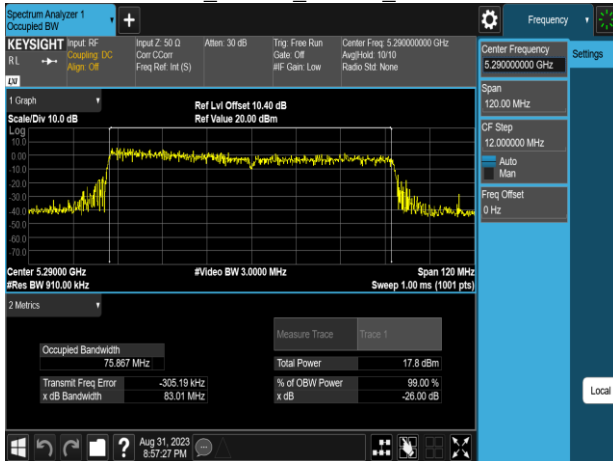 Spectrum Analyzer 1
Occupied BW
Frequency
KEYSIGHT
RL
Input: RF
Coupling: DC
Align: Off
Input Z: 50 Ω
Corr CCorr
Freq Ref: Int (S)
Atten: 30 dB
Trig: Free Run
Gate: Off
#IF Gain: Low
Center Freq: 5.290000000 GHz
Avg|Hold: 10/10
Radio Std: None
LXI
Center Frequency
5.290000000 GHz
Settings
Span
120.00 MHz
CF Step
12.000000 MHz
Auto
Man
Freq Offset
0 Hz
1 Graph
Scale/Div 10.0 dB
Ref Lvl Offset 10.40 dB
Ref Value 20.00 dBm
Log
10.0
0.00
-10.0
-20.0
-30.0
-40.0
-50.0
-60.0
-70.0
Center 5.29000 GHz
#Res BW 910.00 kHz
#Video BW 3.0000 MHz
Span 120 MHz
Sweep 1.00 ms (1001 pts)
2 Metrics
Measure Trace
Trace 1
Occupied Bandwidth
75.867 MHz
Total Power
17.8 dBm
Transmit Freq Error
-305.19 kHz
% of OBW Power
99.00 %
x dB Bandwidth
83.01 MHz
x dB
-26.00 dB
Local
?
Aug 31, 2023
8:57:27 PM